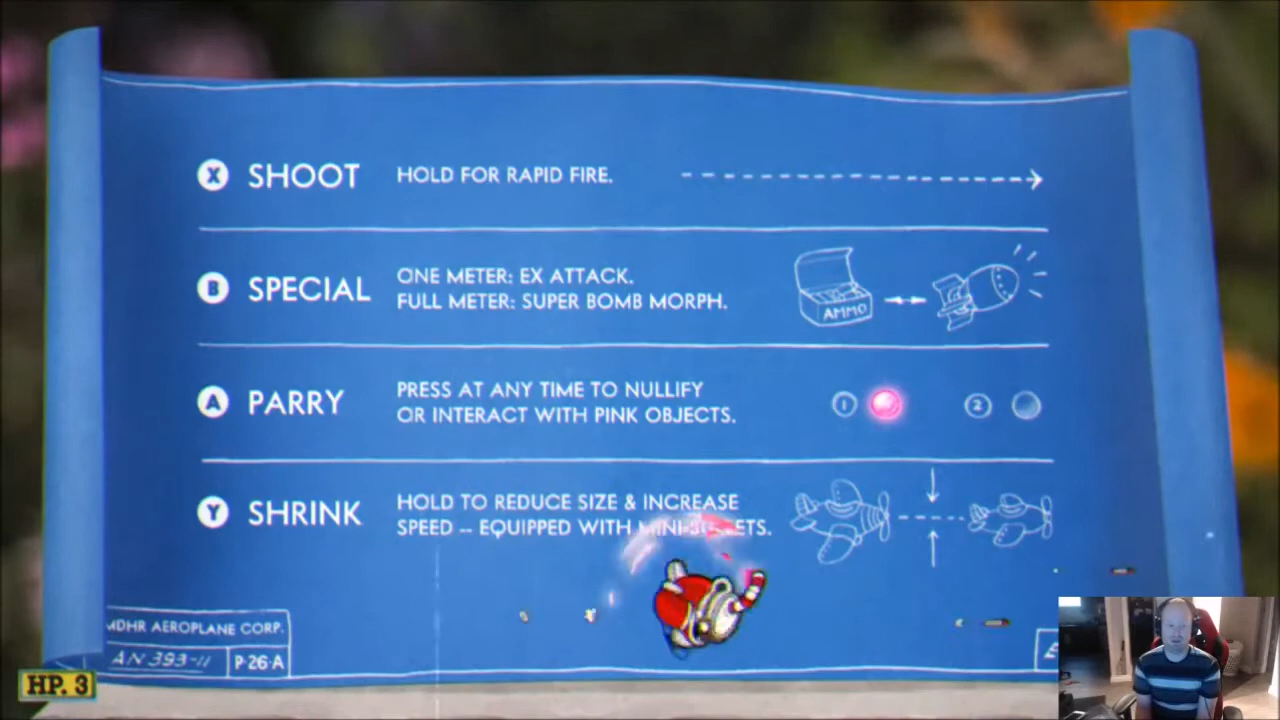 X SHOOT HOLD FOR RAPID FIRE.
B SPECIAL ONE METER: EX ATTACK.
FULL METER: SUPER BOMB MORPH.
AMMO
A PARRY PRESS AT ANY TIME TO NULLIFY
OR INTERACT WITH PINK OBJECTS.
1 2
Y SHRINK HOLD TO REDUCE SIZE & INCREASE
SPEED -- EQUIPPED WITH
MDHR AEROPLANE CORP.
AN 393-11 P-26-A
HP. 3